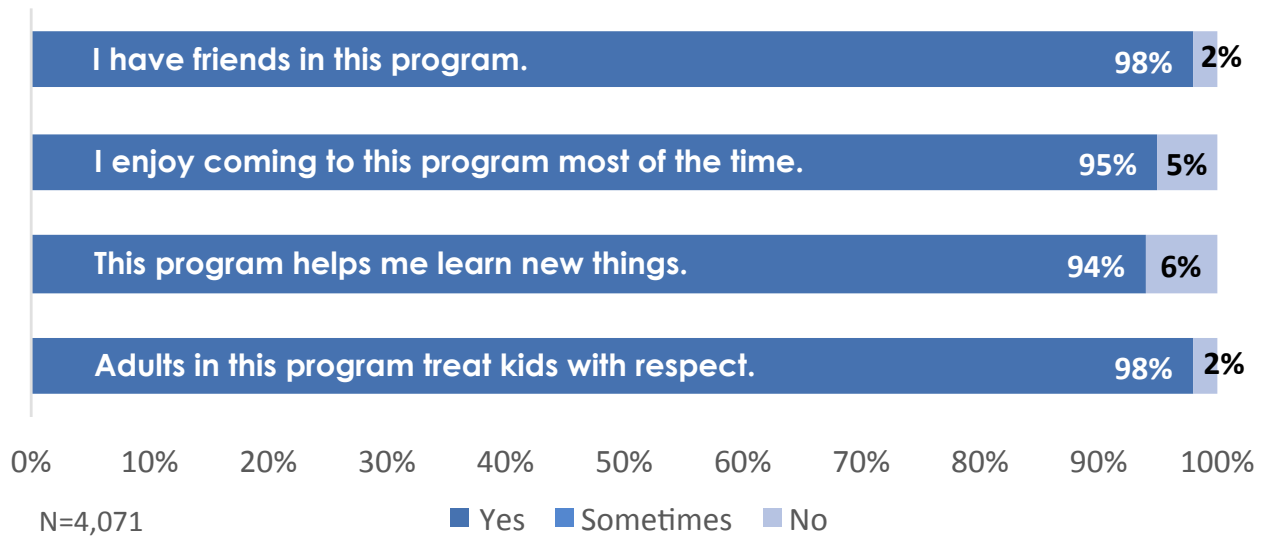 I have friends in this program. 98% 2%
I enjoy coming to this program most of the time. 95% 5%
This program helps me learn new things. 94% 6%
Adults in this program treat kids with respect. 98% 2%
0% 10% 20% 30% 40% 50% 60% 70% 80% 90% 100%
N=4,071 Yes Sometimes No